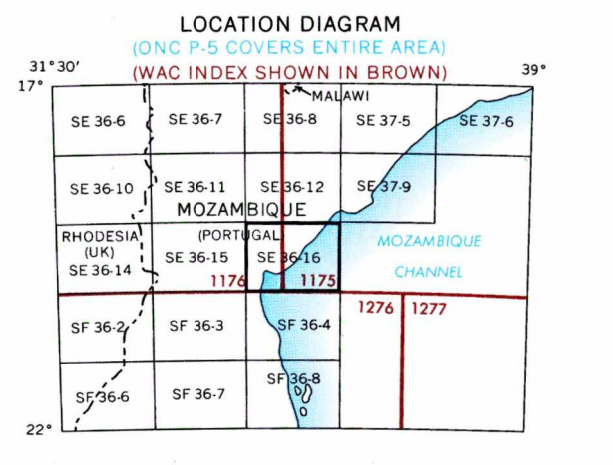 LOCATION DIAGRAM
(ONC P-5 COVERS ENTIRE AREA)
(WAC INDEX SHOWN IN BROWN)
31°30'
39°
17°
MALAWI
SE 36-6
SE 36-7
SE 36-8
SE 37-5
SE 37-6
SE 36-10
SE 36-11
SE 36-12
SE 37-9
MOZAMBIQUE
(PORTUGAL
RHODESIA
(UK)
SE 36-14
SE 36-15
SE 36-16
MOZAMBIQUE
CHANNEL
1176
1175
1276
1277
SF 36-2
SF 36-3
SF 36-4
SF 36-6
SF 36-7
SF 36-8
22°